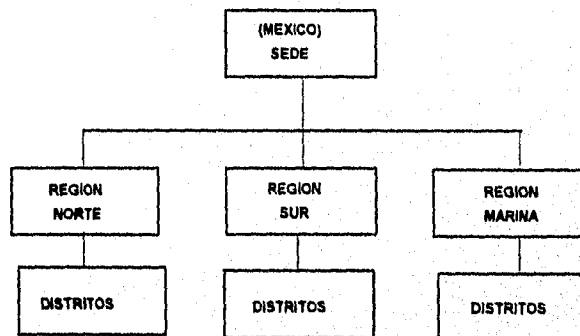 (MEXICO)
SEDE
REGION
NORTE
REGION
SUR
REGION
MARINA
DISTRITOS
DISTRITOS
DISTRITOS